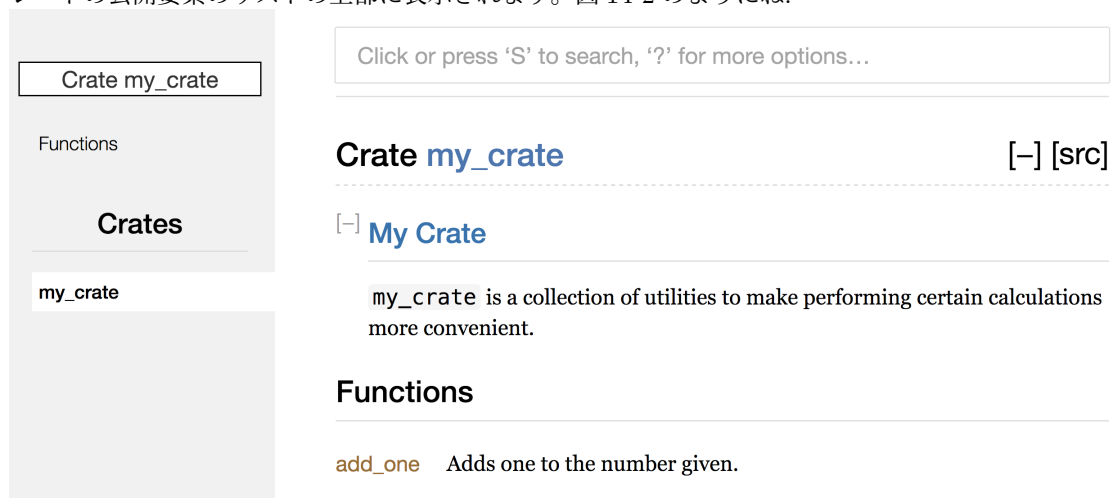 Crate my_crate
Functions
Crates
my_crate
Click or press ‘S’ to search, ‘?’ for more options…
Crate my_crate
[−] [src]
[−] My Crate
my_crate is a collection of utilities to make performing certain calculations
more convenient.
Functions
add_one Adds one to the number given.